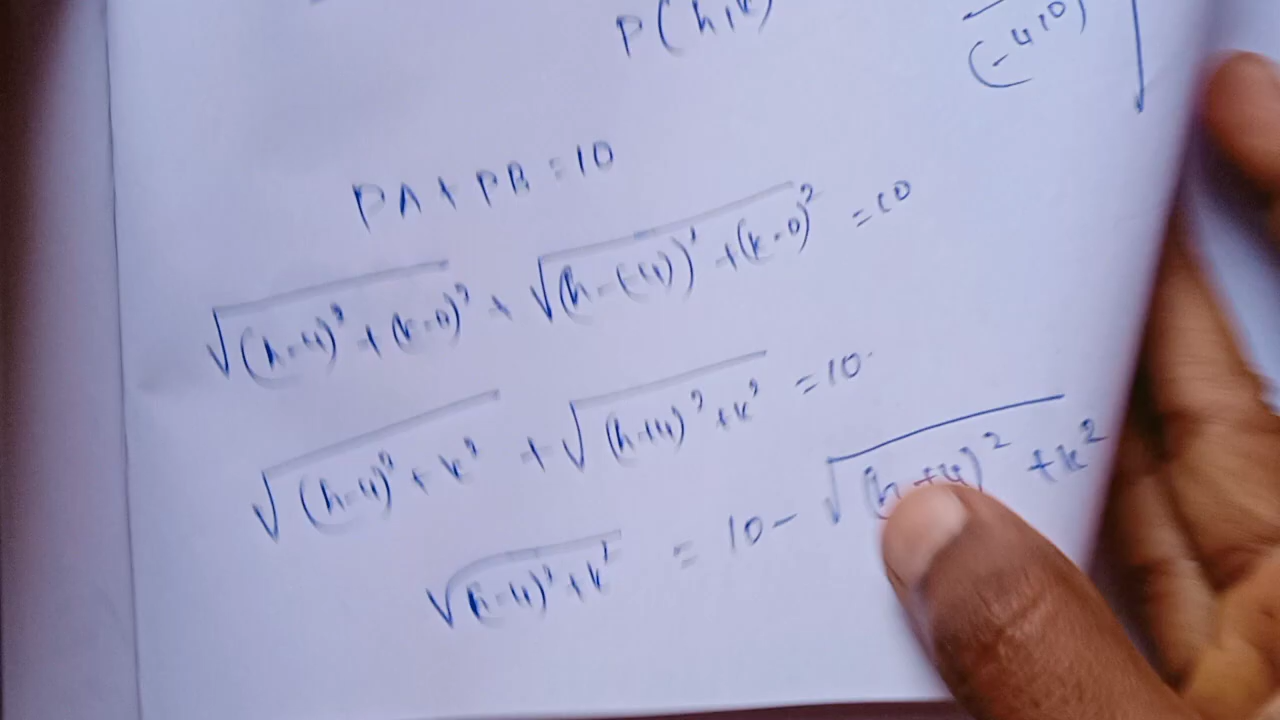 P(h,k)
(-4,0)
PA + PB = 10
√(h-4)² + (k-0)² + √(h-(-4))² + (k-0)² = 10
√(h-4)² + k² + √(h+4)² + k² = 10.
√(h-4)² + k² = 10 - √(h+4)² + k²